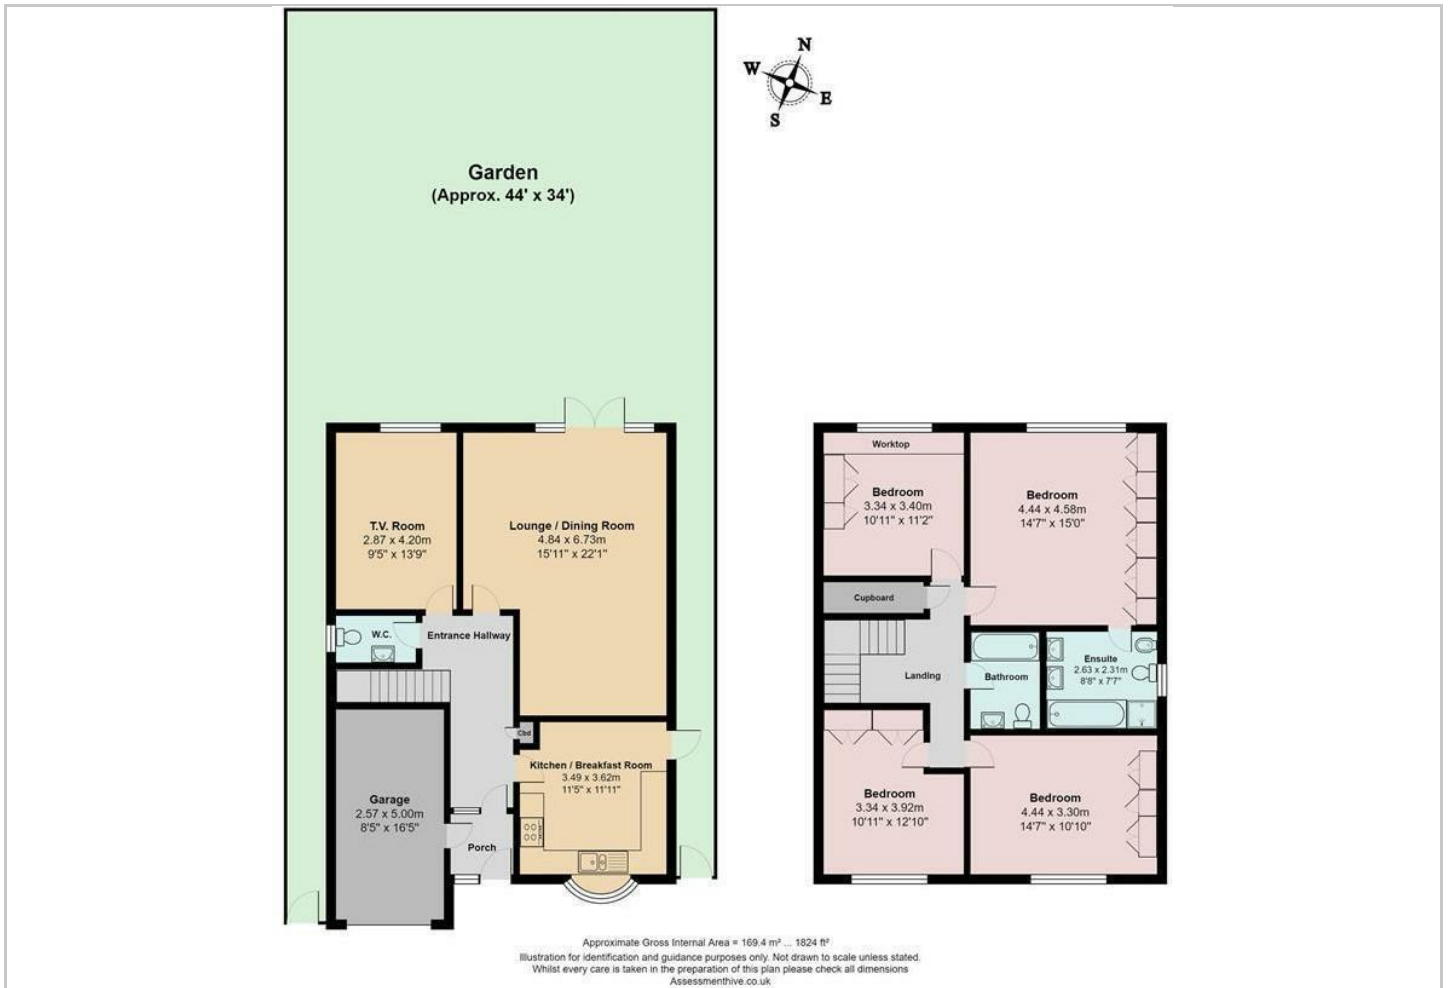 N
W
E
S
Garden
(Approx. 44' x 34')
T.V. Room
2.87 x 4.20m
9'5" x 13'9"
Lounge / Dining Room
4.84 x 6.73m
15'11" x 22'1"
W.C.
Entrance Hallway
Cbd
Kitchen / Breakfast Room
3.49 x 3.62m
11'5" x 11'11"
Garage
2.57 x 5.00m
8'5" x 16'5"
Porch
Worktop
Bedroom
3.34 x 3.40m
10'11" x 11'2"
Bedroom
4.44 x 4.58m
14'7" x 15'0"
Cupboard
Landing
Bathroom
Ensuite
2.63 x 2.31m
8'8" x 7'7"
Bedroom
3.34 x 3.92m
10'11" x 12'10"
Bedroom
4.44 x 3.30m
14'7" x 10'10"
Approximate Gross Internal Area = 169.4 m² ... 1824 ft²
Illustration for identification and guidance purposes only. Not drawn to scale unless stated.
Whilst every care is taken in the preparation of this plan please check all dimensions
Assessmenthive.co.uk